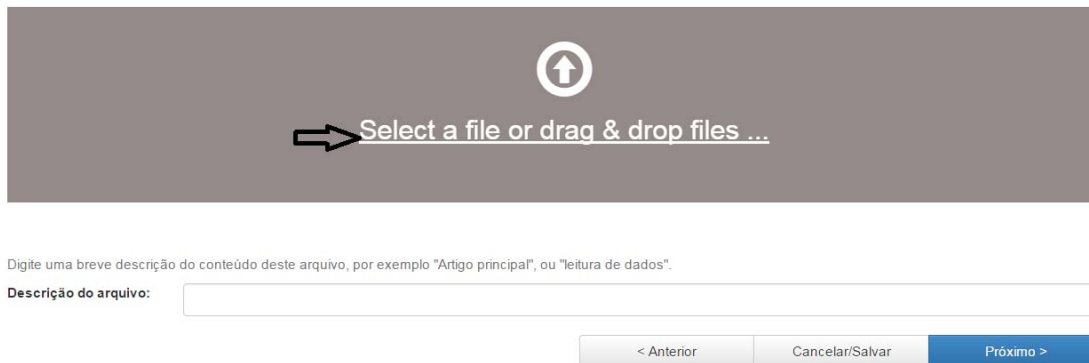 Select a file or drag & drop files ...
Digite uma breve descrição do conteúdo deste arquivo, por exemplo "Artigo principal", ou "leitura de dados".
Descrição do arquivo:
< Anterior
Cancelar/Salvar
Próximo >